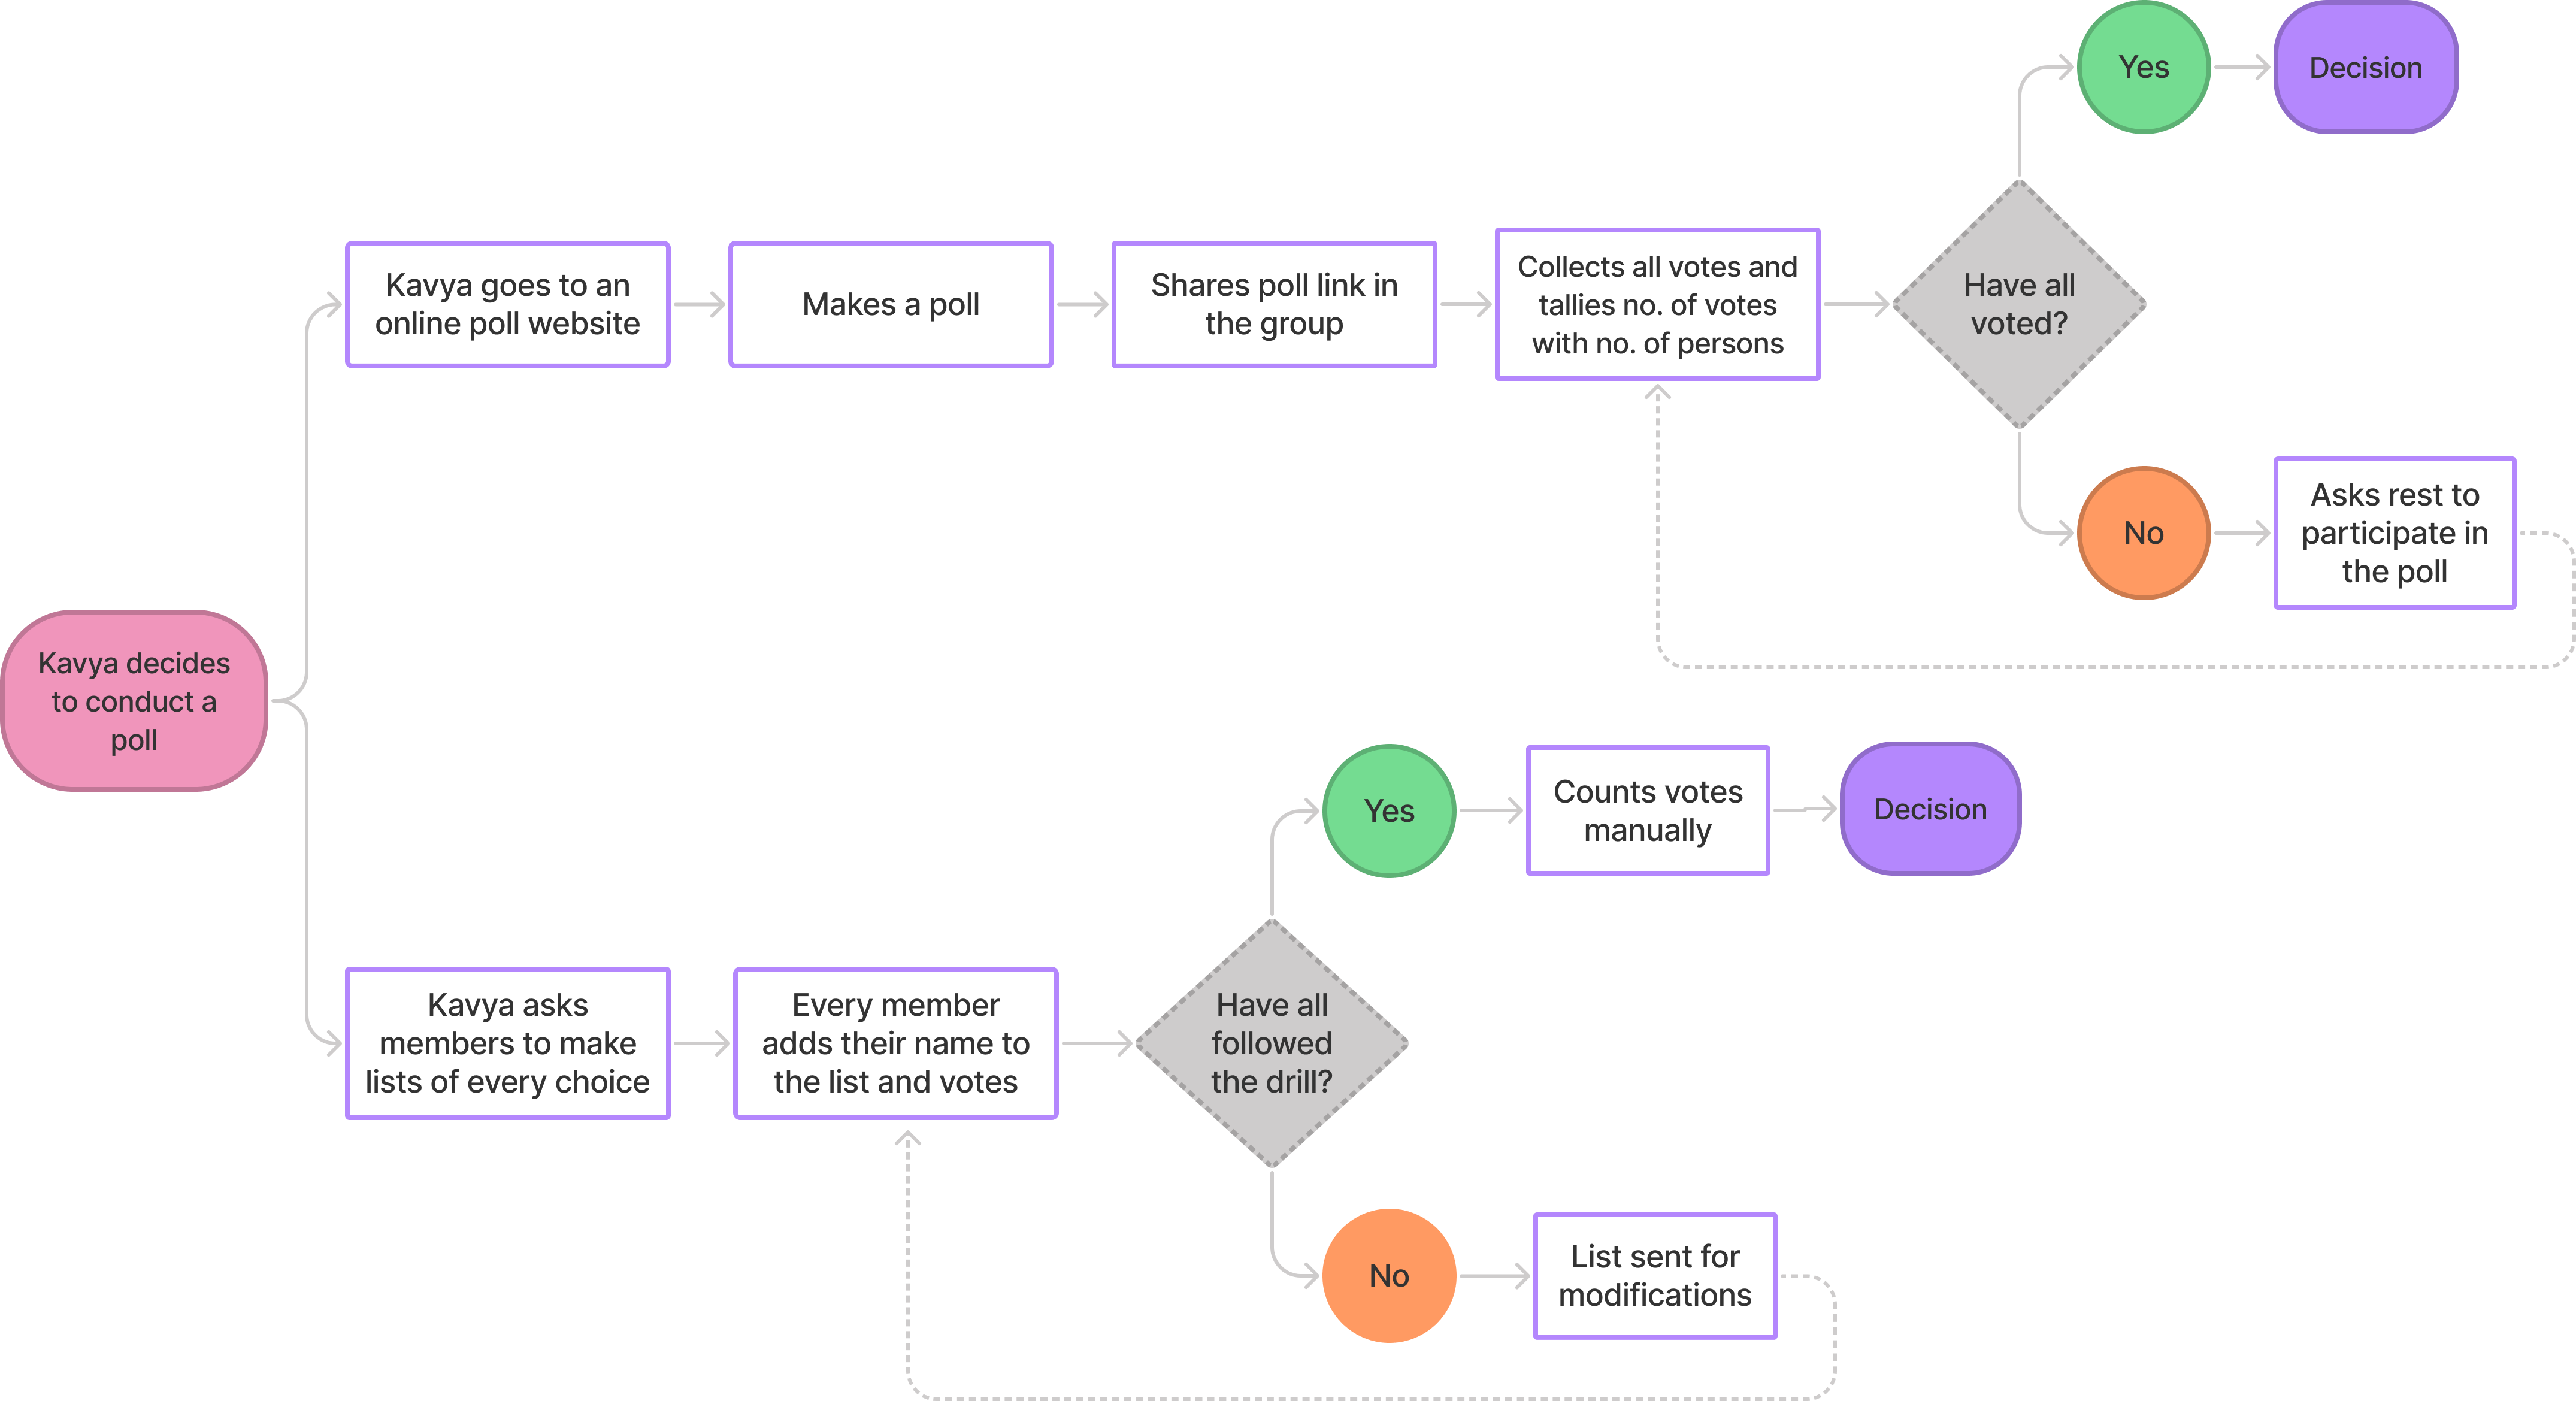 Yes
Decision
Kavya goes to an
online poll website
Makes a poll
Shares poll link in
the group
Collects all votes and
tallies no. of votes
with no. of persons
Have all
voted?
No
Asks rest to
participate in
the poll
Kavya decides
to conduct a
poll
Yes
Counts votes
manually
Decision
Kavya asks
members to make
lists of every choice
Every member
adds their name to
the list and votes
Have all
followed
the drill?
No
List sent for
modifications